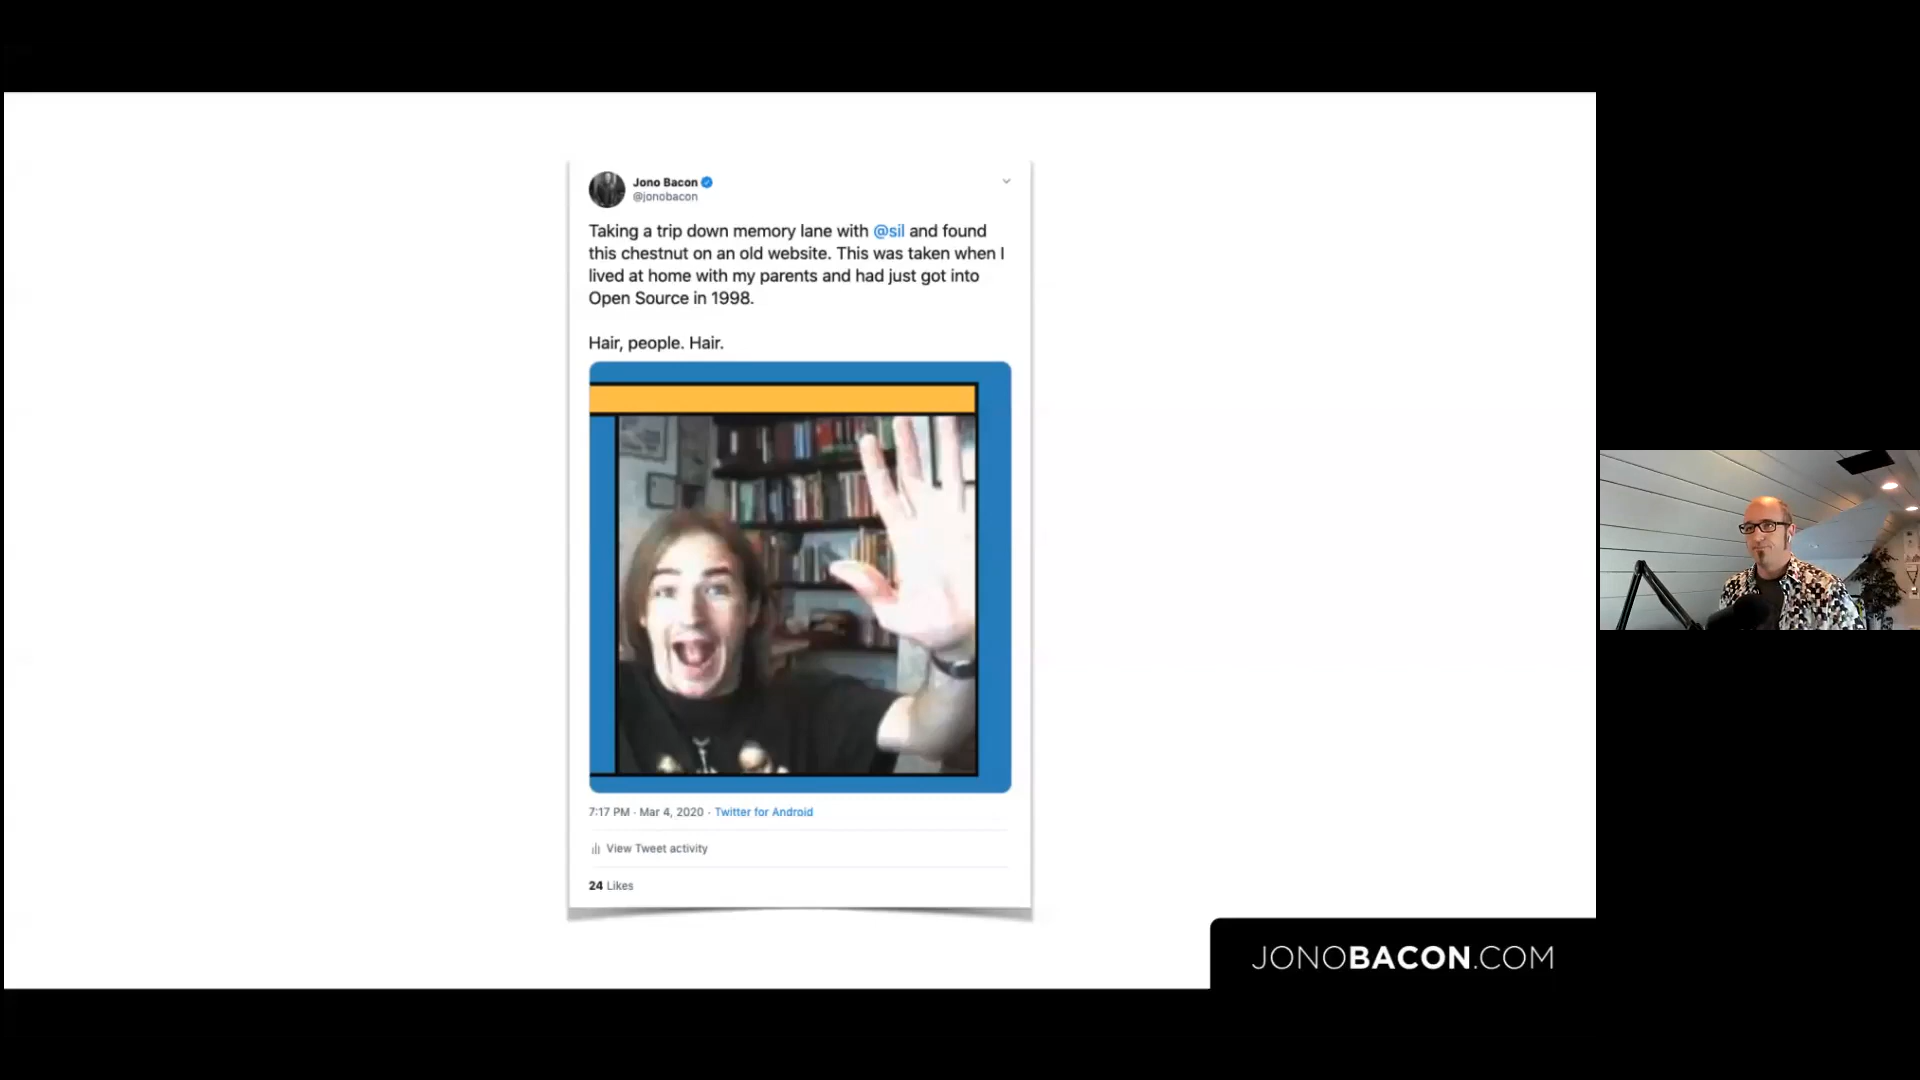 Jono Bacon
@jonobacon
Taking a trip down memory lane with @sil and found
this chestnut on an old website. This was taken when I
lived at home with my parents and had just got into
Open Source in 1998.
Hair, people. Hair.
7:17 PM · Mar 4, 2020 · Twitter for Android
View Tweet activity
24 Likes
JONOBACON.COM